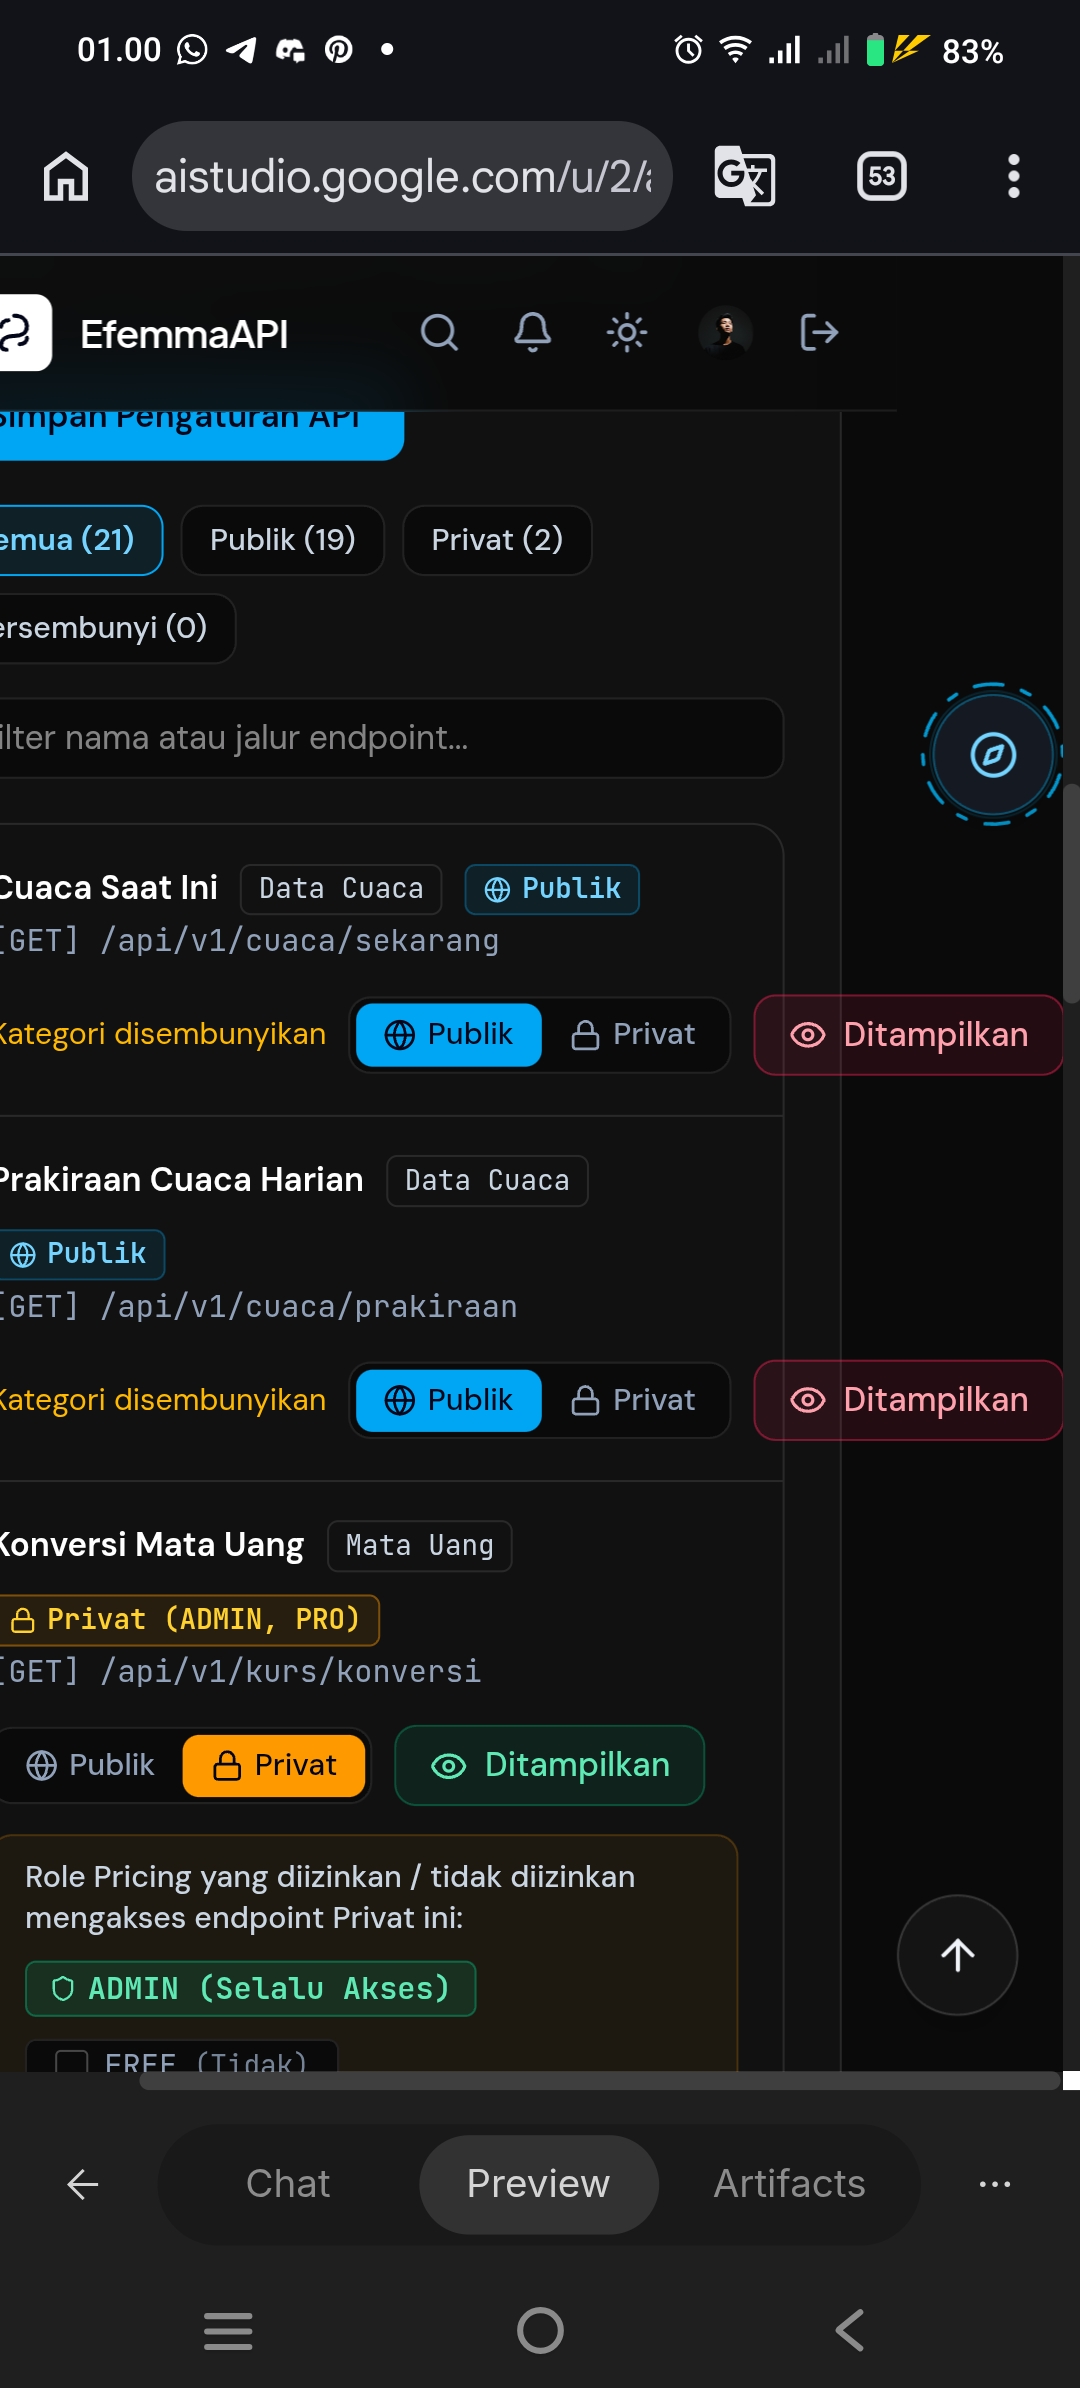 01.00
83%
aistudio.google.com/u/2/
53
EfemmaAPI
Simpan Pengaturan API
emua (21)
Publik (19)
Privat (2)
ersembunyi (0)
ilter nama atau jalur endpoint...
Cuaca Saat Ini
Data Cuaca
Publik
[GET] /api/v1/cuaca/sekarang
Kategori disembunyikan
Publik
Privat
Ditampilkan
Prakiraan Cuaca Harian
Data Cuaca
Publik
[GET] /api/v1/cuaca/prakiraan
Kategori disembunyikan
Publik
Privat
Ditampilkan
Konversi Mata Uang
Mata Uang
Privat (ADMIN, PRO)
[GET] /api/v1/kurs/konversi
Publik
Privat
Ditampilkan
Role Pricing yang diizinkan / tidak diizinkan
mengakses endpoint Privat ini:
ADMIN (Selalu Akses)
FREE (Tidak)
Chat
Preview
Artifacts